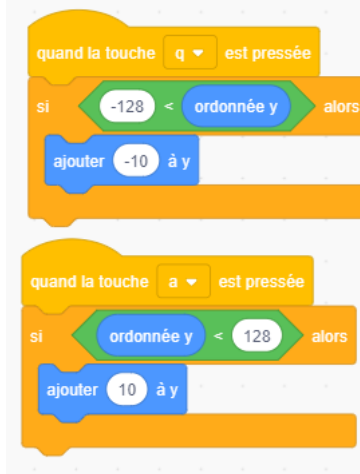 quand la touche q est pressée
si -128 < ordonnée y alors
ajouter -10 à y
quand la touche a est pressée
si ordonnée y < 128 alors
ajouter 10 à y